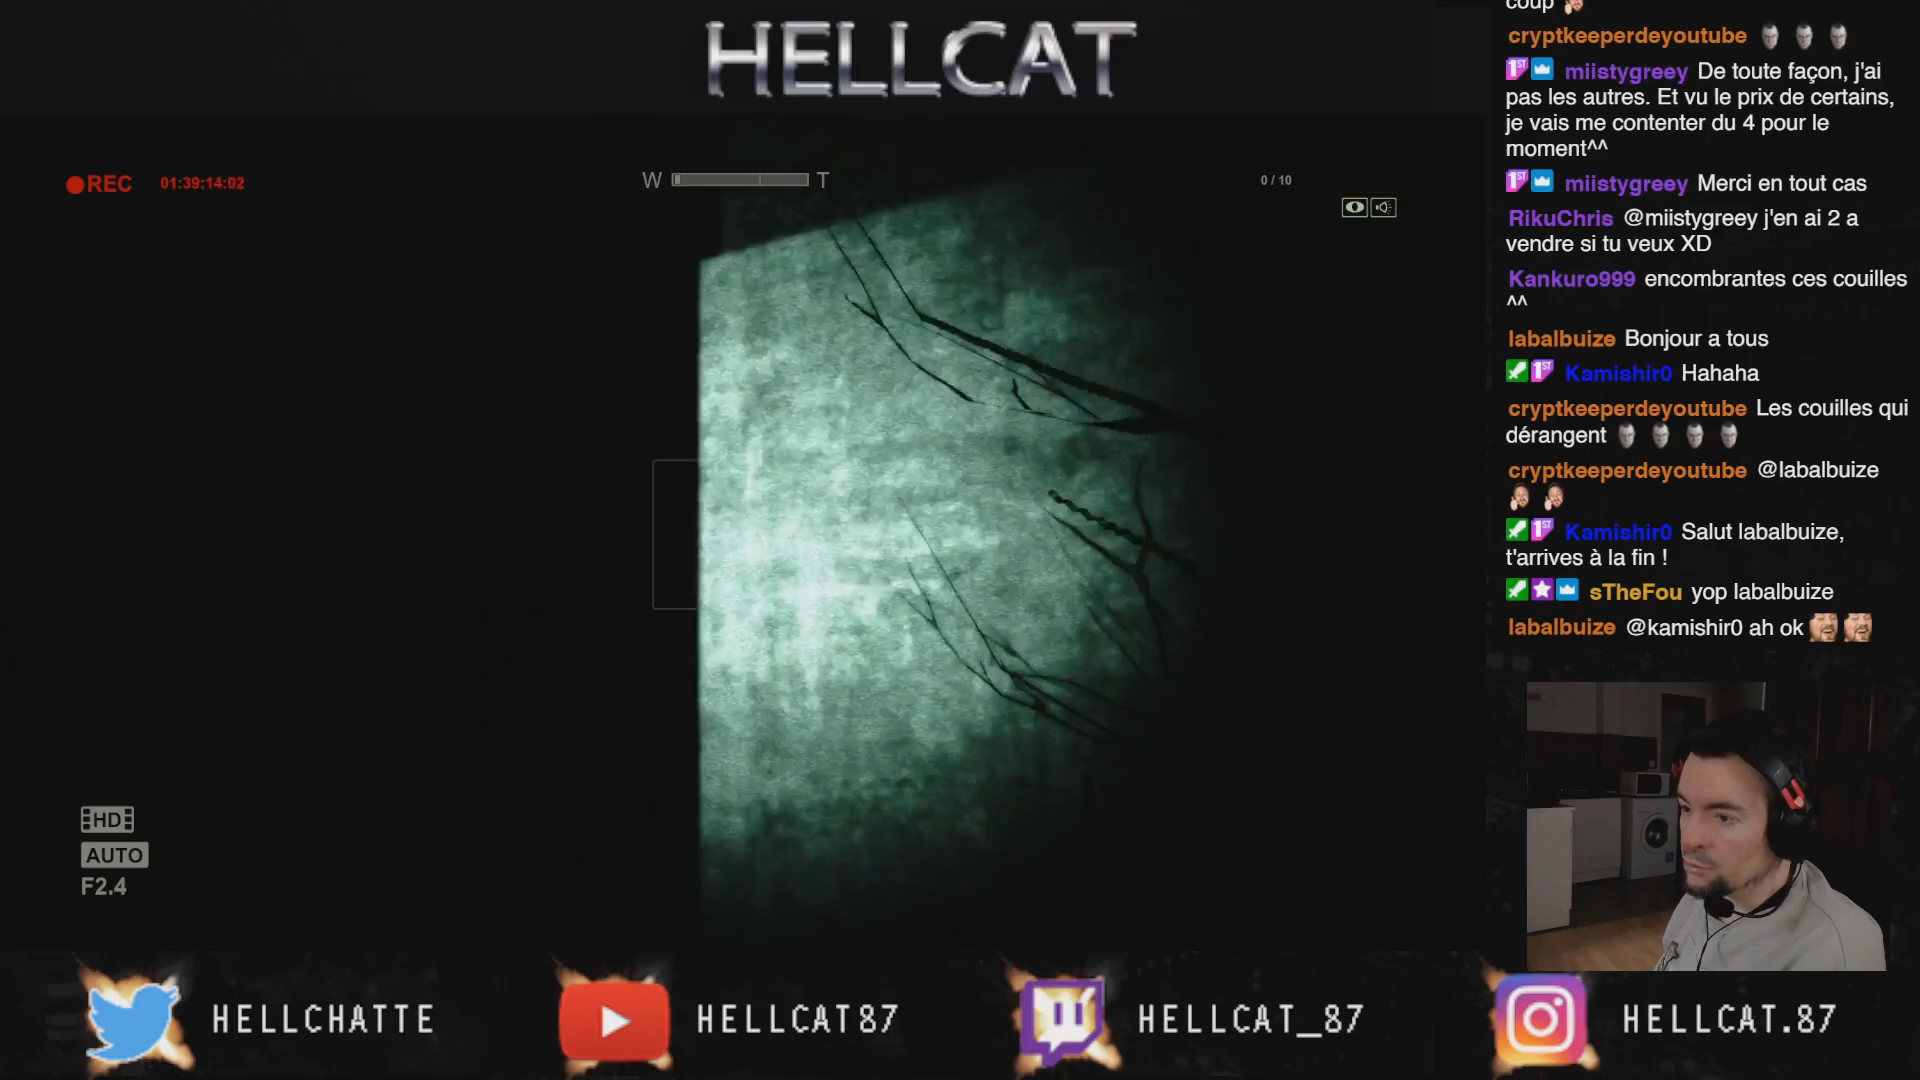 HELLCAT
REC 01:39:14:02
W T
0 / 10
HD
AUTO
F2.4
coup
cryptkeeperdeyoutube
1ST miistygreey De toute façon, j'ai
pas les autres. Et vu le prix de certains,
je vais me contenter du 4 pour le
moment^^
1ST miistygreey Merci en tout cas
RikuChris @miistygreey j'en ai 2 a
vendre si tu veux XD
Kankuro999 encombrantes ces couilles
^^
labalbuize Bonjour a tous
1ST Kamishir0 Hahaha
cryptkeeperdeyoutube Les couilles qui
dérangent
cryptkeeperdeyoutube @labalbuize
1ST Kamishir0 Salut labalbuize,
t'arrives à la fin !
sTheFou yop labalbuize
labalbuize @kamishir0 ah ok
HELLCHATTE
HELLCAT87
HELLCAT_87
HELLCAT.87